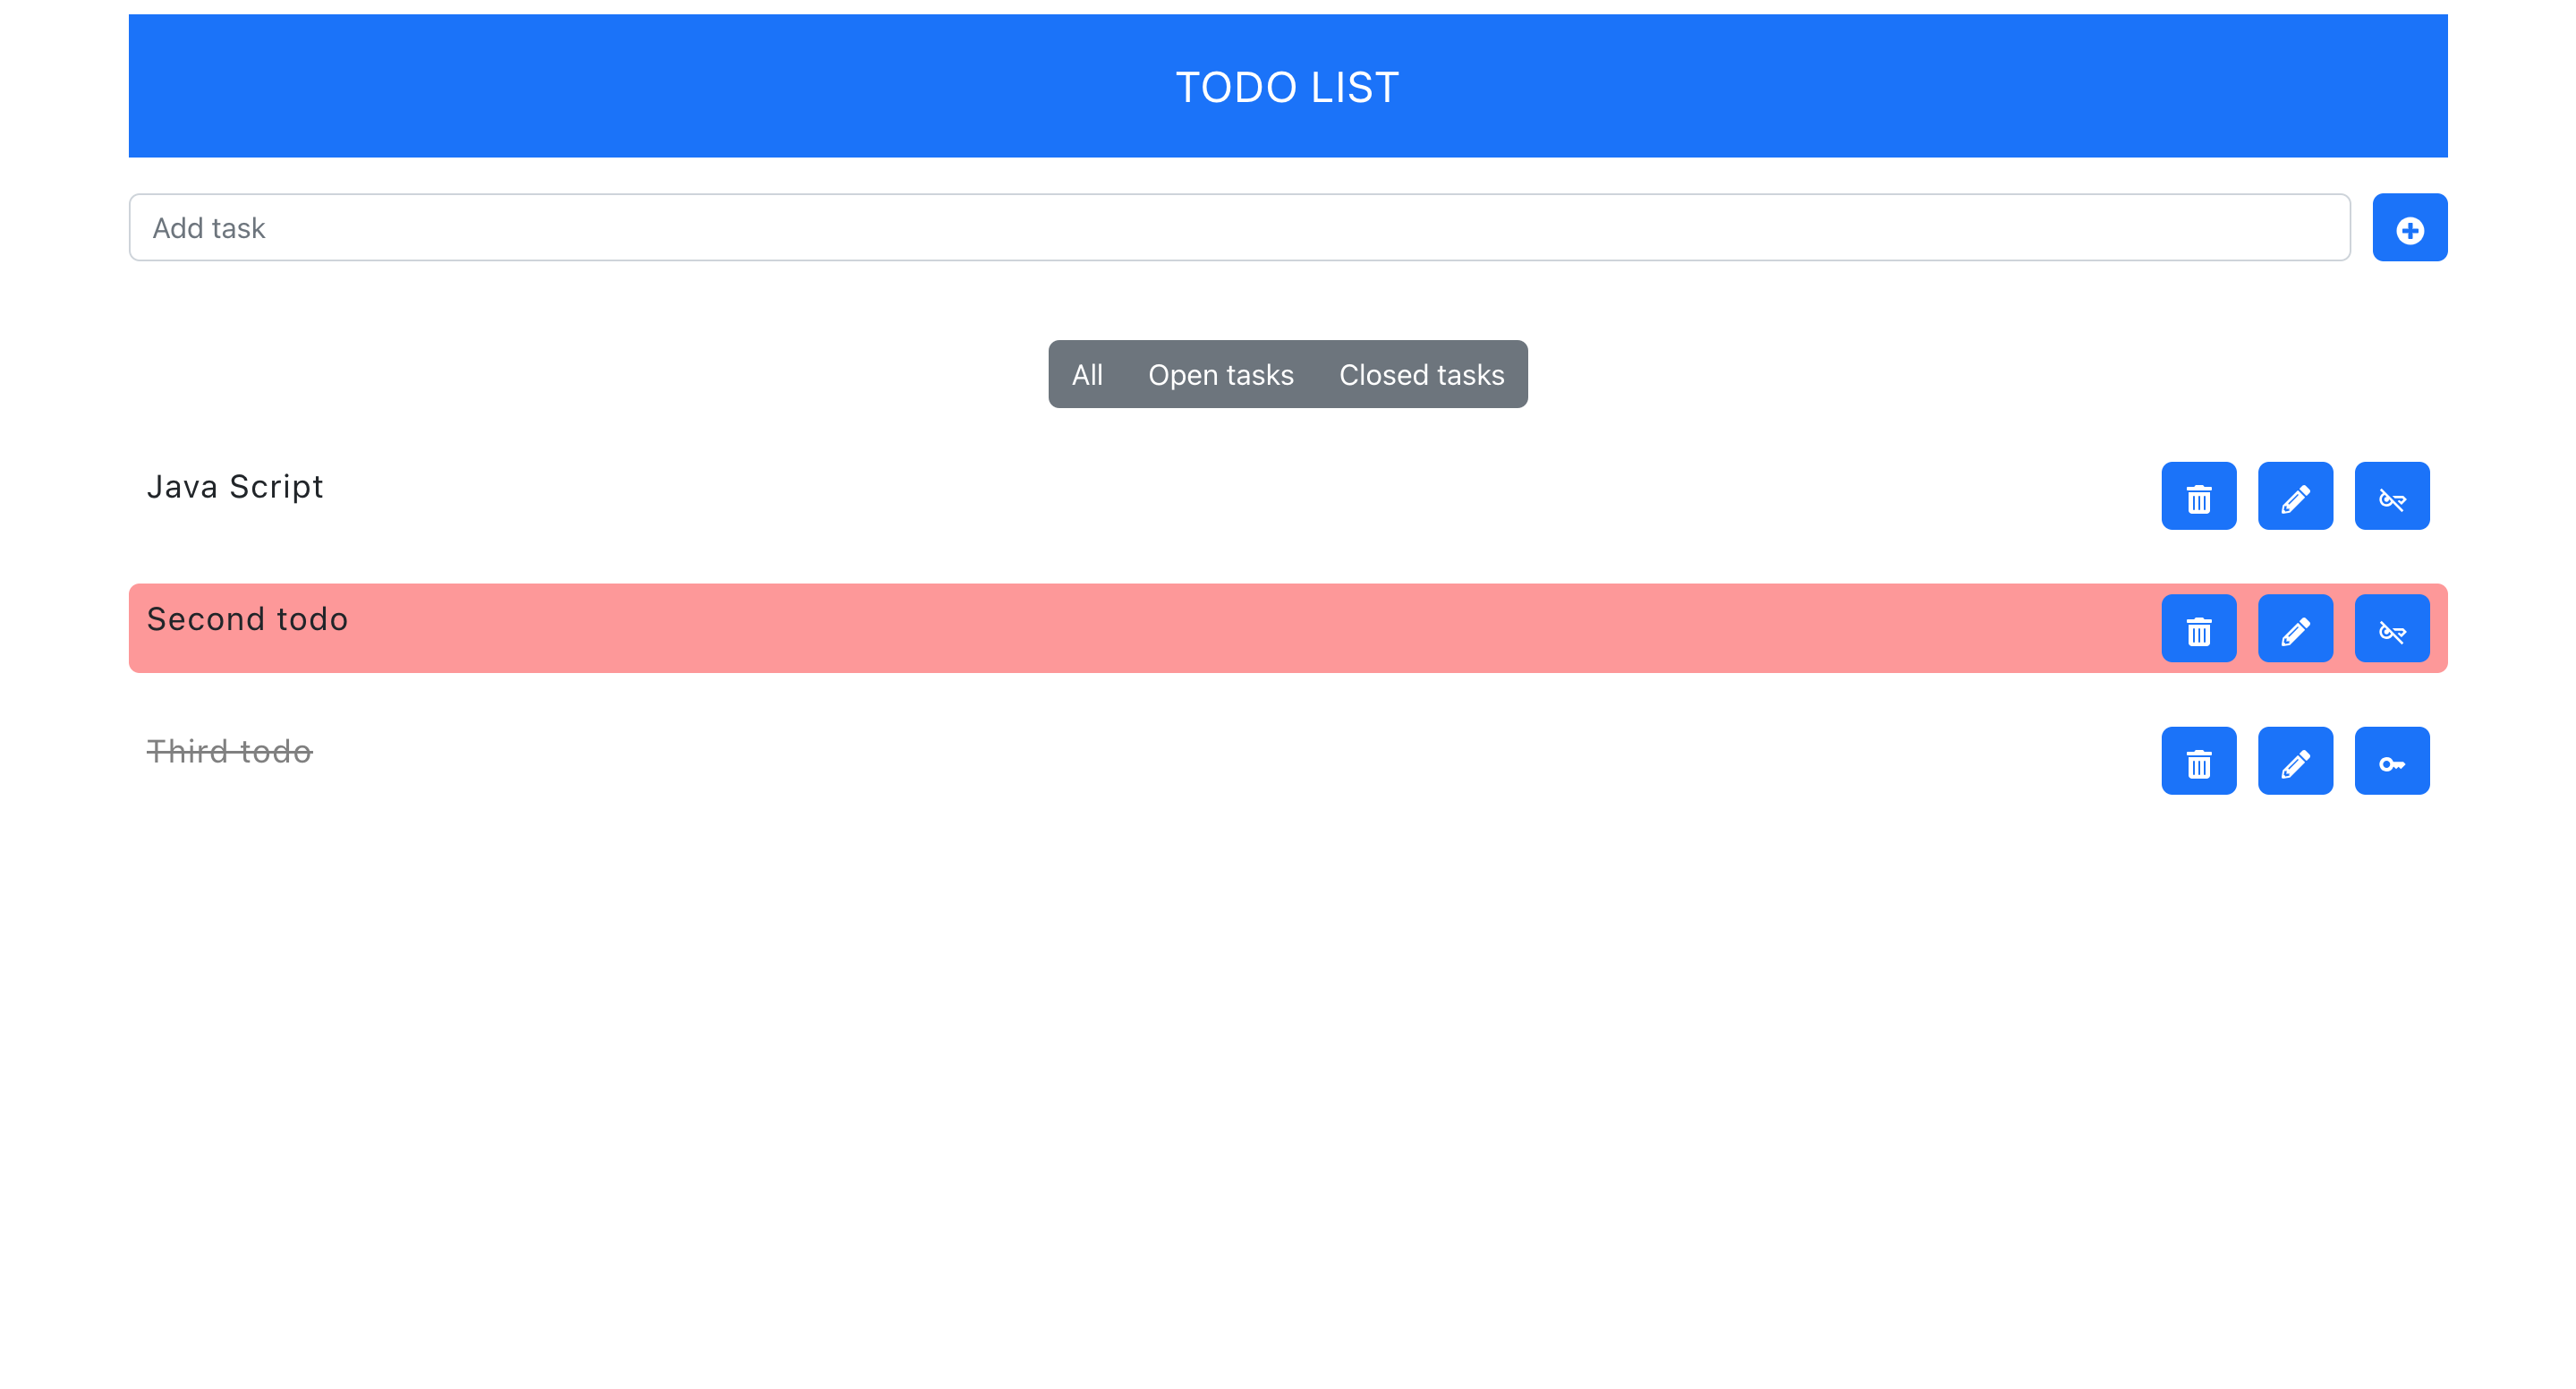 TODO LIST
Add task
All Open tasks Closed tasks
Java Script
Second todo
Third todo